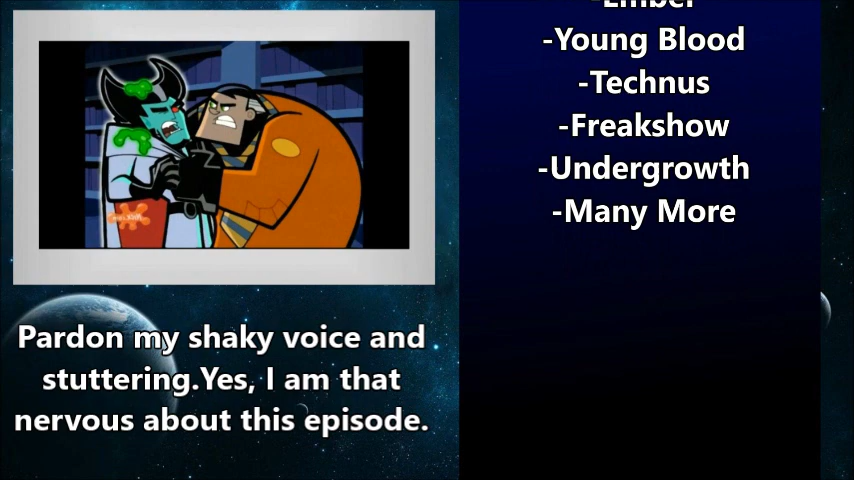 -Ember
-Young Blood
-Technus
-Freakshow
-Undergrowth
-Many More
Pardon my shaky voice and
stuttering.Yes, I am that
nervous about this episode.